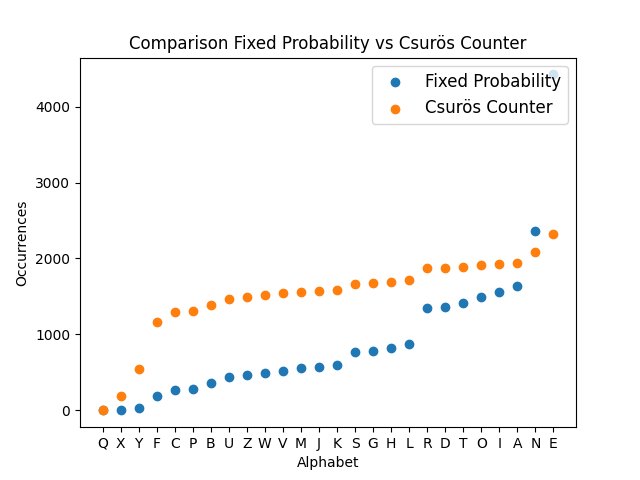 Comparison Fixed Probability vs Csurös Counter
Fixed Probability
Csurös Counter
Occurrences
4000
3000
2000
1000
0
Q X Y F C P B U Z W V M J K S G H L R D T O I A N E
Alphabet